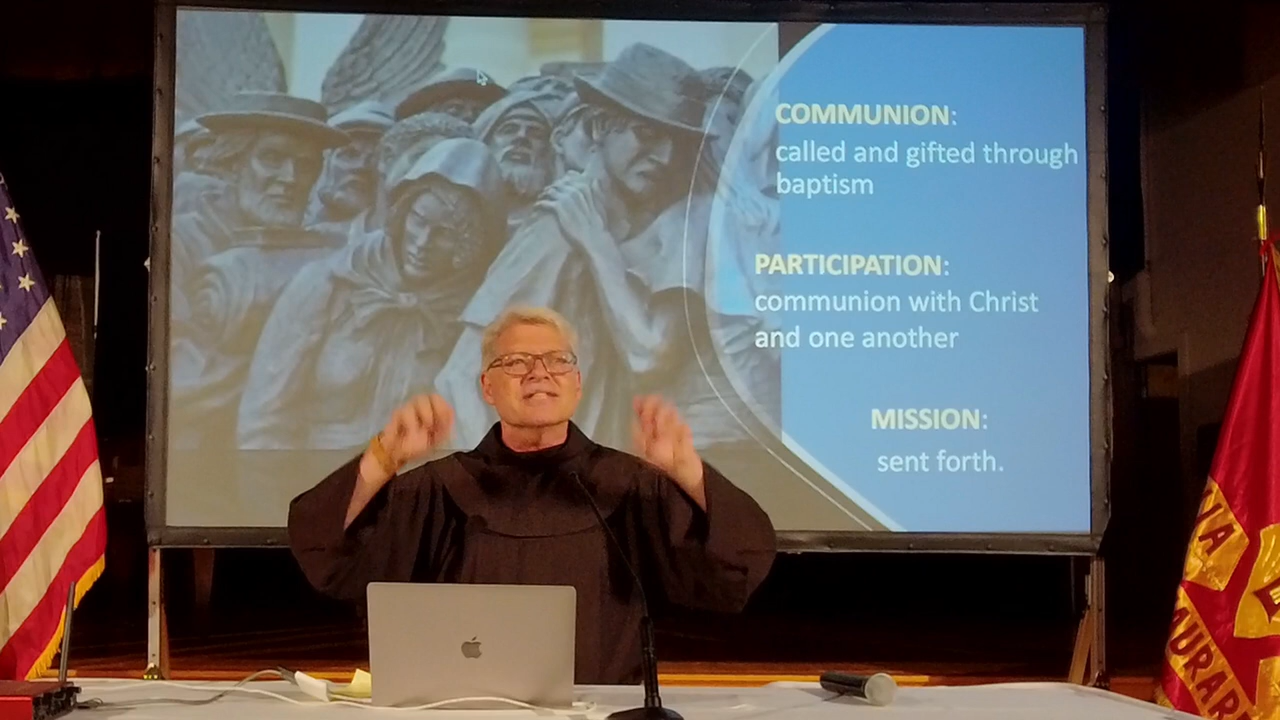 COMMUNION:
called and gifted through
baptism
PARTICIPATION:
communion with Christ
and one another
MISSION:
sent forth.